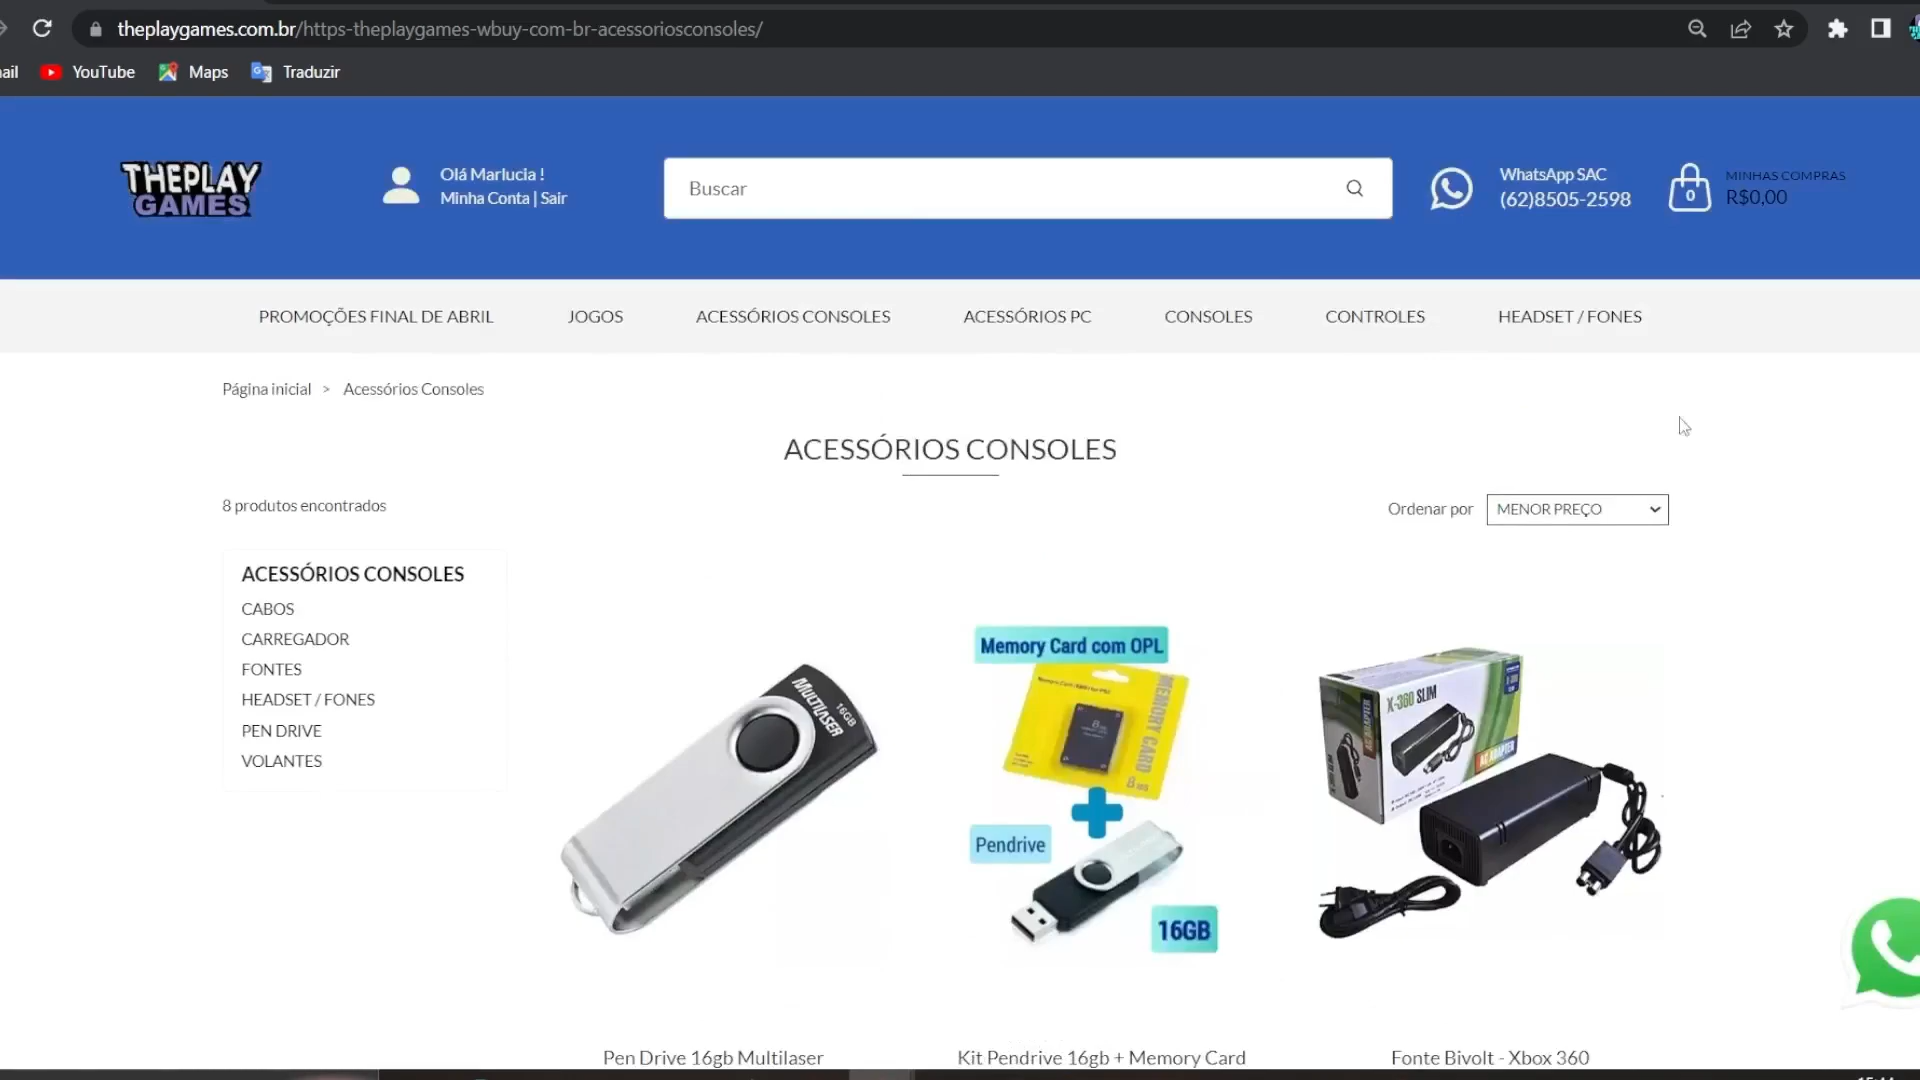 theplaygames.com.br/https-theplaygames-wbuy-com-br-acessoriosconsoles/
ail YouTube Maps Traduzir
THEPLAY
GAMES
Olá Marlucia !
Minha Conta | Sair
Buscar
WhatsApp SAC
(62)8505-2598
0
MINHAS COMPRAS
R$0,00
PROMOÇÕES FINAL DE ABRIL JOGOS ACESSÓRIOS CONSOLES ACESSÓRIOS PC CONSOLES CONTROLES HEADSET / FONES
Página inicial > Acessórios Consoles
ACESSÓRIOS CONSOLES
8 produtos encontrados
Ordenar por MENOR PREÇO
ACESSÓRIOS CONSOLES
CABOS
CARREGADOR
FONTES
HEADSET / FONES
PEN DRIVE
VOLANTES
MULTILASER
16GB
Memory Card com OPL
MEMORY CARD
8
Pendrive
16GB
X-360 SLIM
AC ADAPTER
AC ADAPTER
Pen Drive 16gb Multilaser
Kit Pendrive 16gb + Memory Card
Fonte Bivolt - Xbox 360